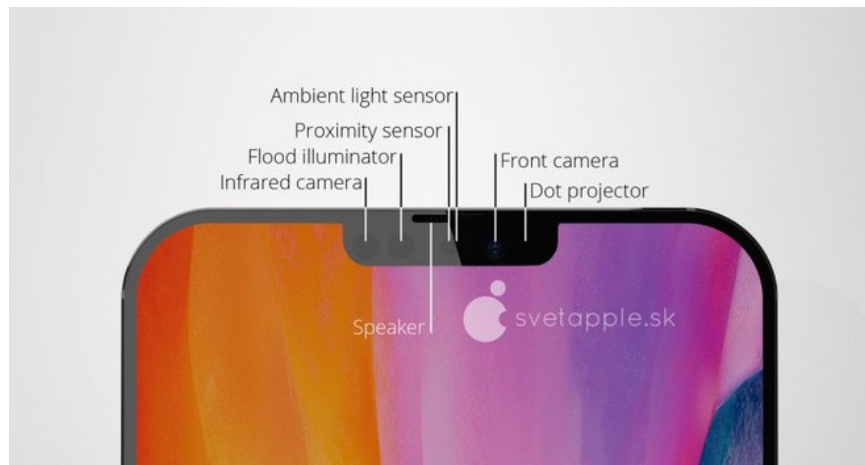 Ambient light sensor
Proximity sensor
Flood illuminator
Infrared camera
Front camera
Dot projector
Speaker
svetapple.sk